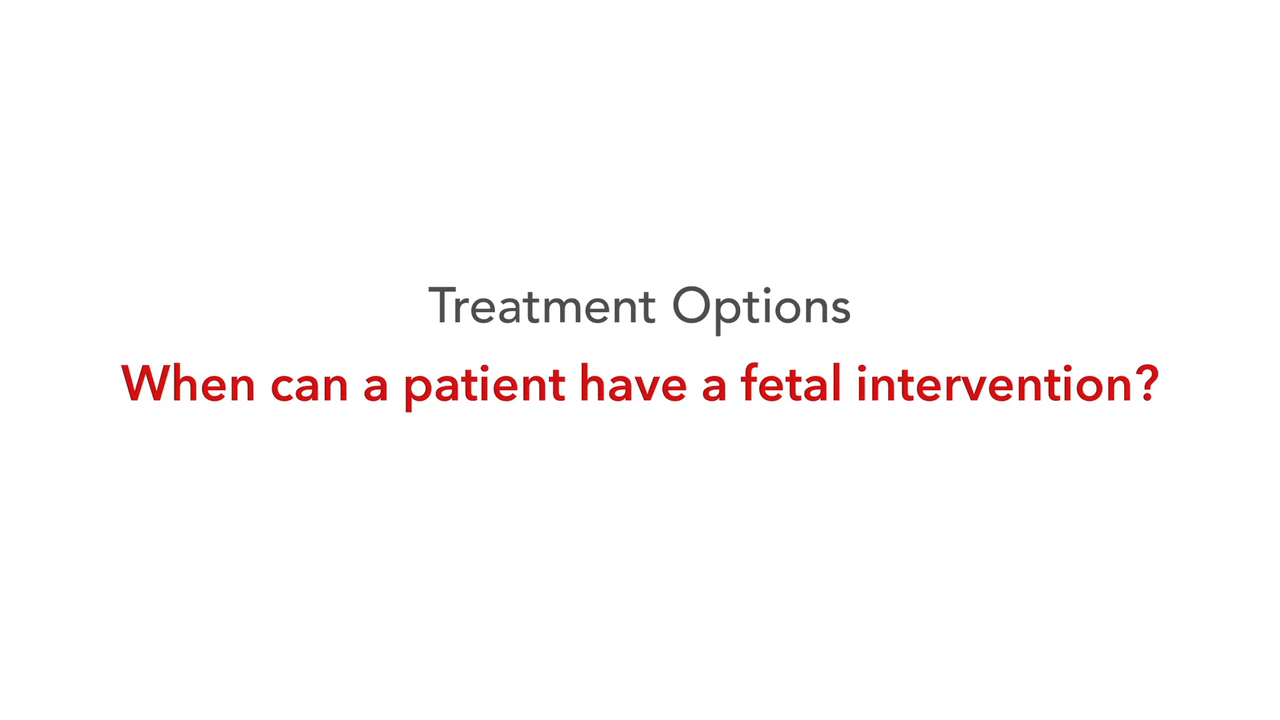 Treatment Options
When can a patient have a fetal intervention?